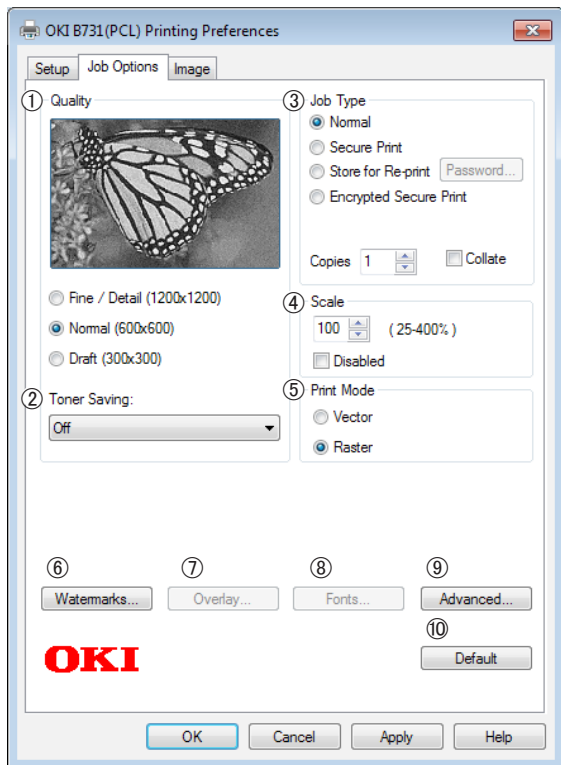 OKI B731(PCL) Printing Preferences
Setup Job Options Image
① Quality
Fine / Detail (1200x1200)
Normal (600x600)
Draft (300x300)
② Toner Saving:
Off
③ Job Type
Normal
Secure Print
Store for Re-print Password...
Encrypted Secure Print
Copies 1 Collate
④ Scale
100 ( 25-400% )
Disabled
⑤ Print Mode
Vector
Raster
⑥ ⑦ ⑧ ⑨
Watermarks... Overlay... Fonts... Advanced...
⑩
OKI Default
OK Cancel Apply Help